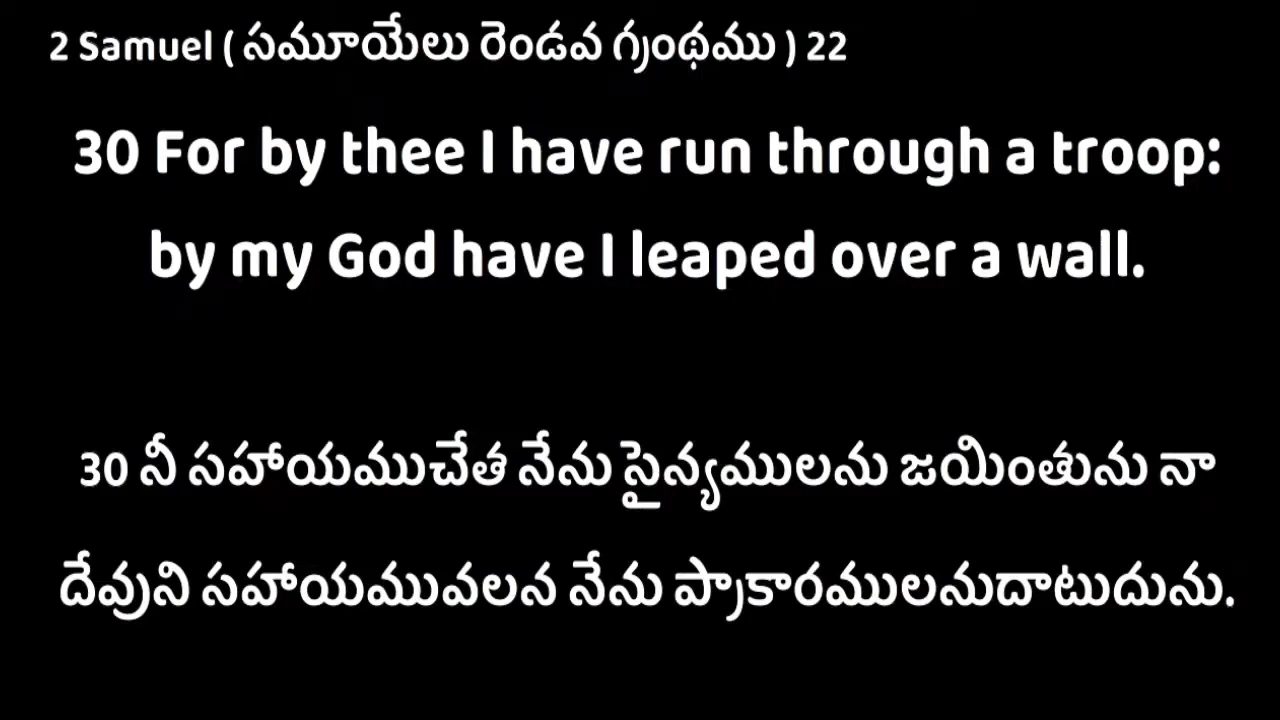 2 Samuel ( సమూయేలు రెండవ గ్రంథము ) 22
30 For by thee I have run through a troop:
by my God have I leaped over a wall.
30 నీ సహాయముచేత నేను సైన్యములను జయింతును నా
దేవుని సహాయమువలన నేను ప్రాకారములనుదాటుదును.